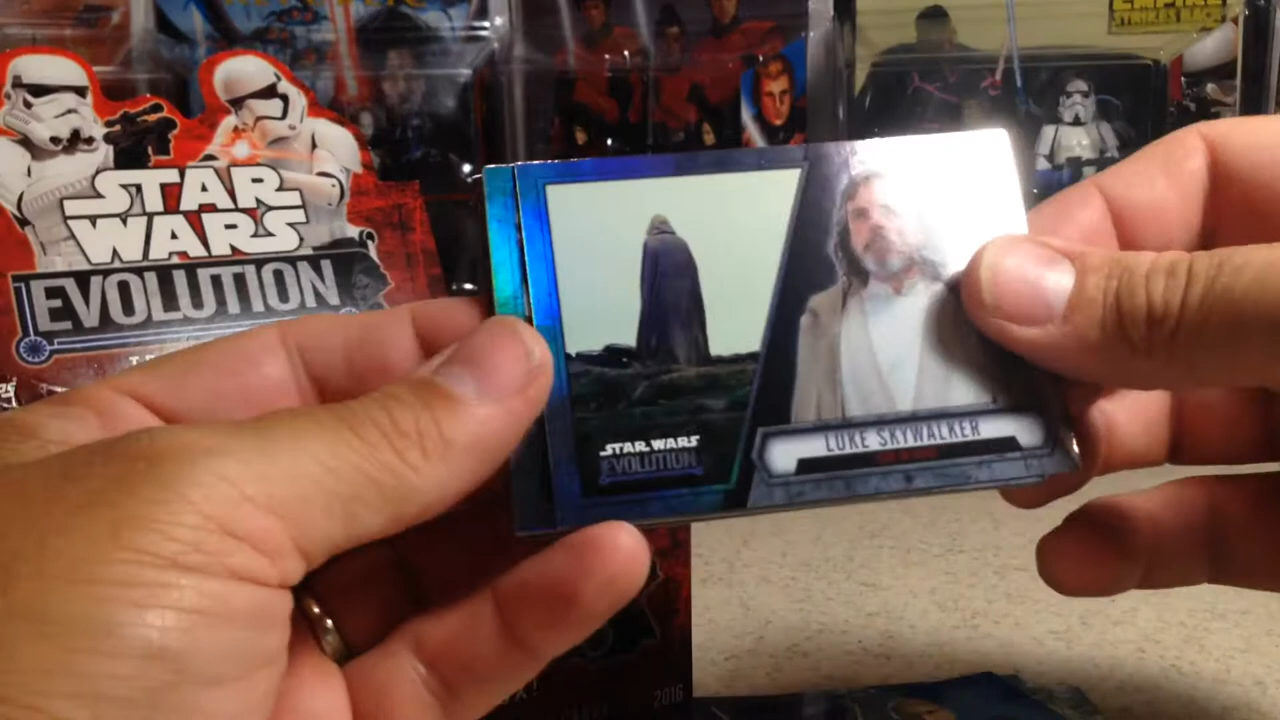 EMPIRE
STRIKES BACK
STAR
WARS
EVOLUTION
STAR WARS
EVOLUTION
LUKE SKYWALKER
2016